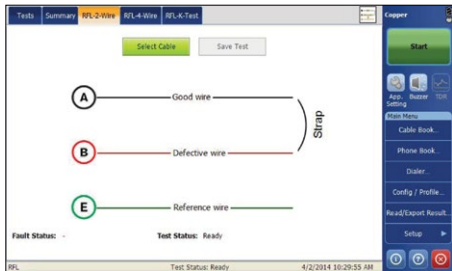 Tests Summary RFL-2-Wire RFL-4-Wire RFL-K-Test
Copper
Select Cable Save Test
Start
A Good wire
Strap
B Defective wire
E Reference wire
Fault Status: - Test Status: Ready
App. Setting Buzzer TDR
Main Menu
Cable Book...
Phone Book...
Dialer...
Config / Profile...
Read/Export Result...
Setup
RFL Test Status: Ready 4/2/2014 10:29:55 AM